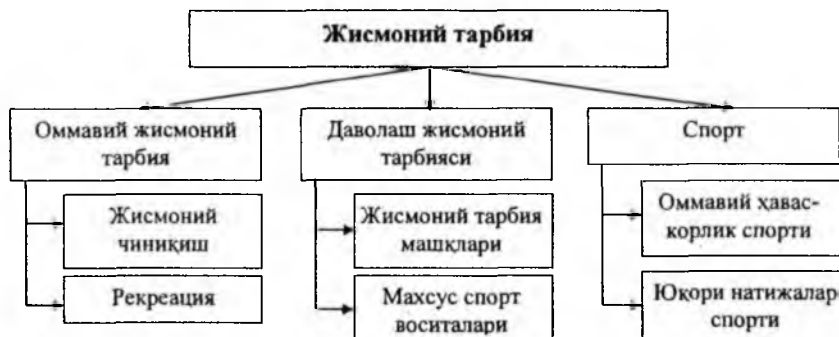 Жисмоний тарбия
Оммавий жисмоний
тарбия
Жисмоний
чиниқиш
Рекреация
Даволаш жисмоний
тарбияси
Жисмоний тарбия
машқлари
Махсус спорт
воситалари
Спорт
Оммавий ҳавас-
корлик спорти
Юқори натижалар
спорти